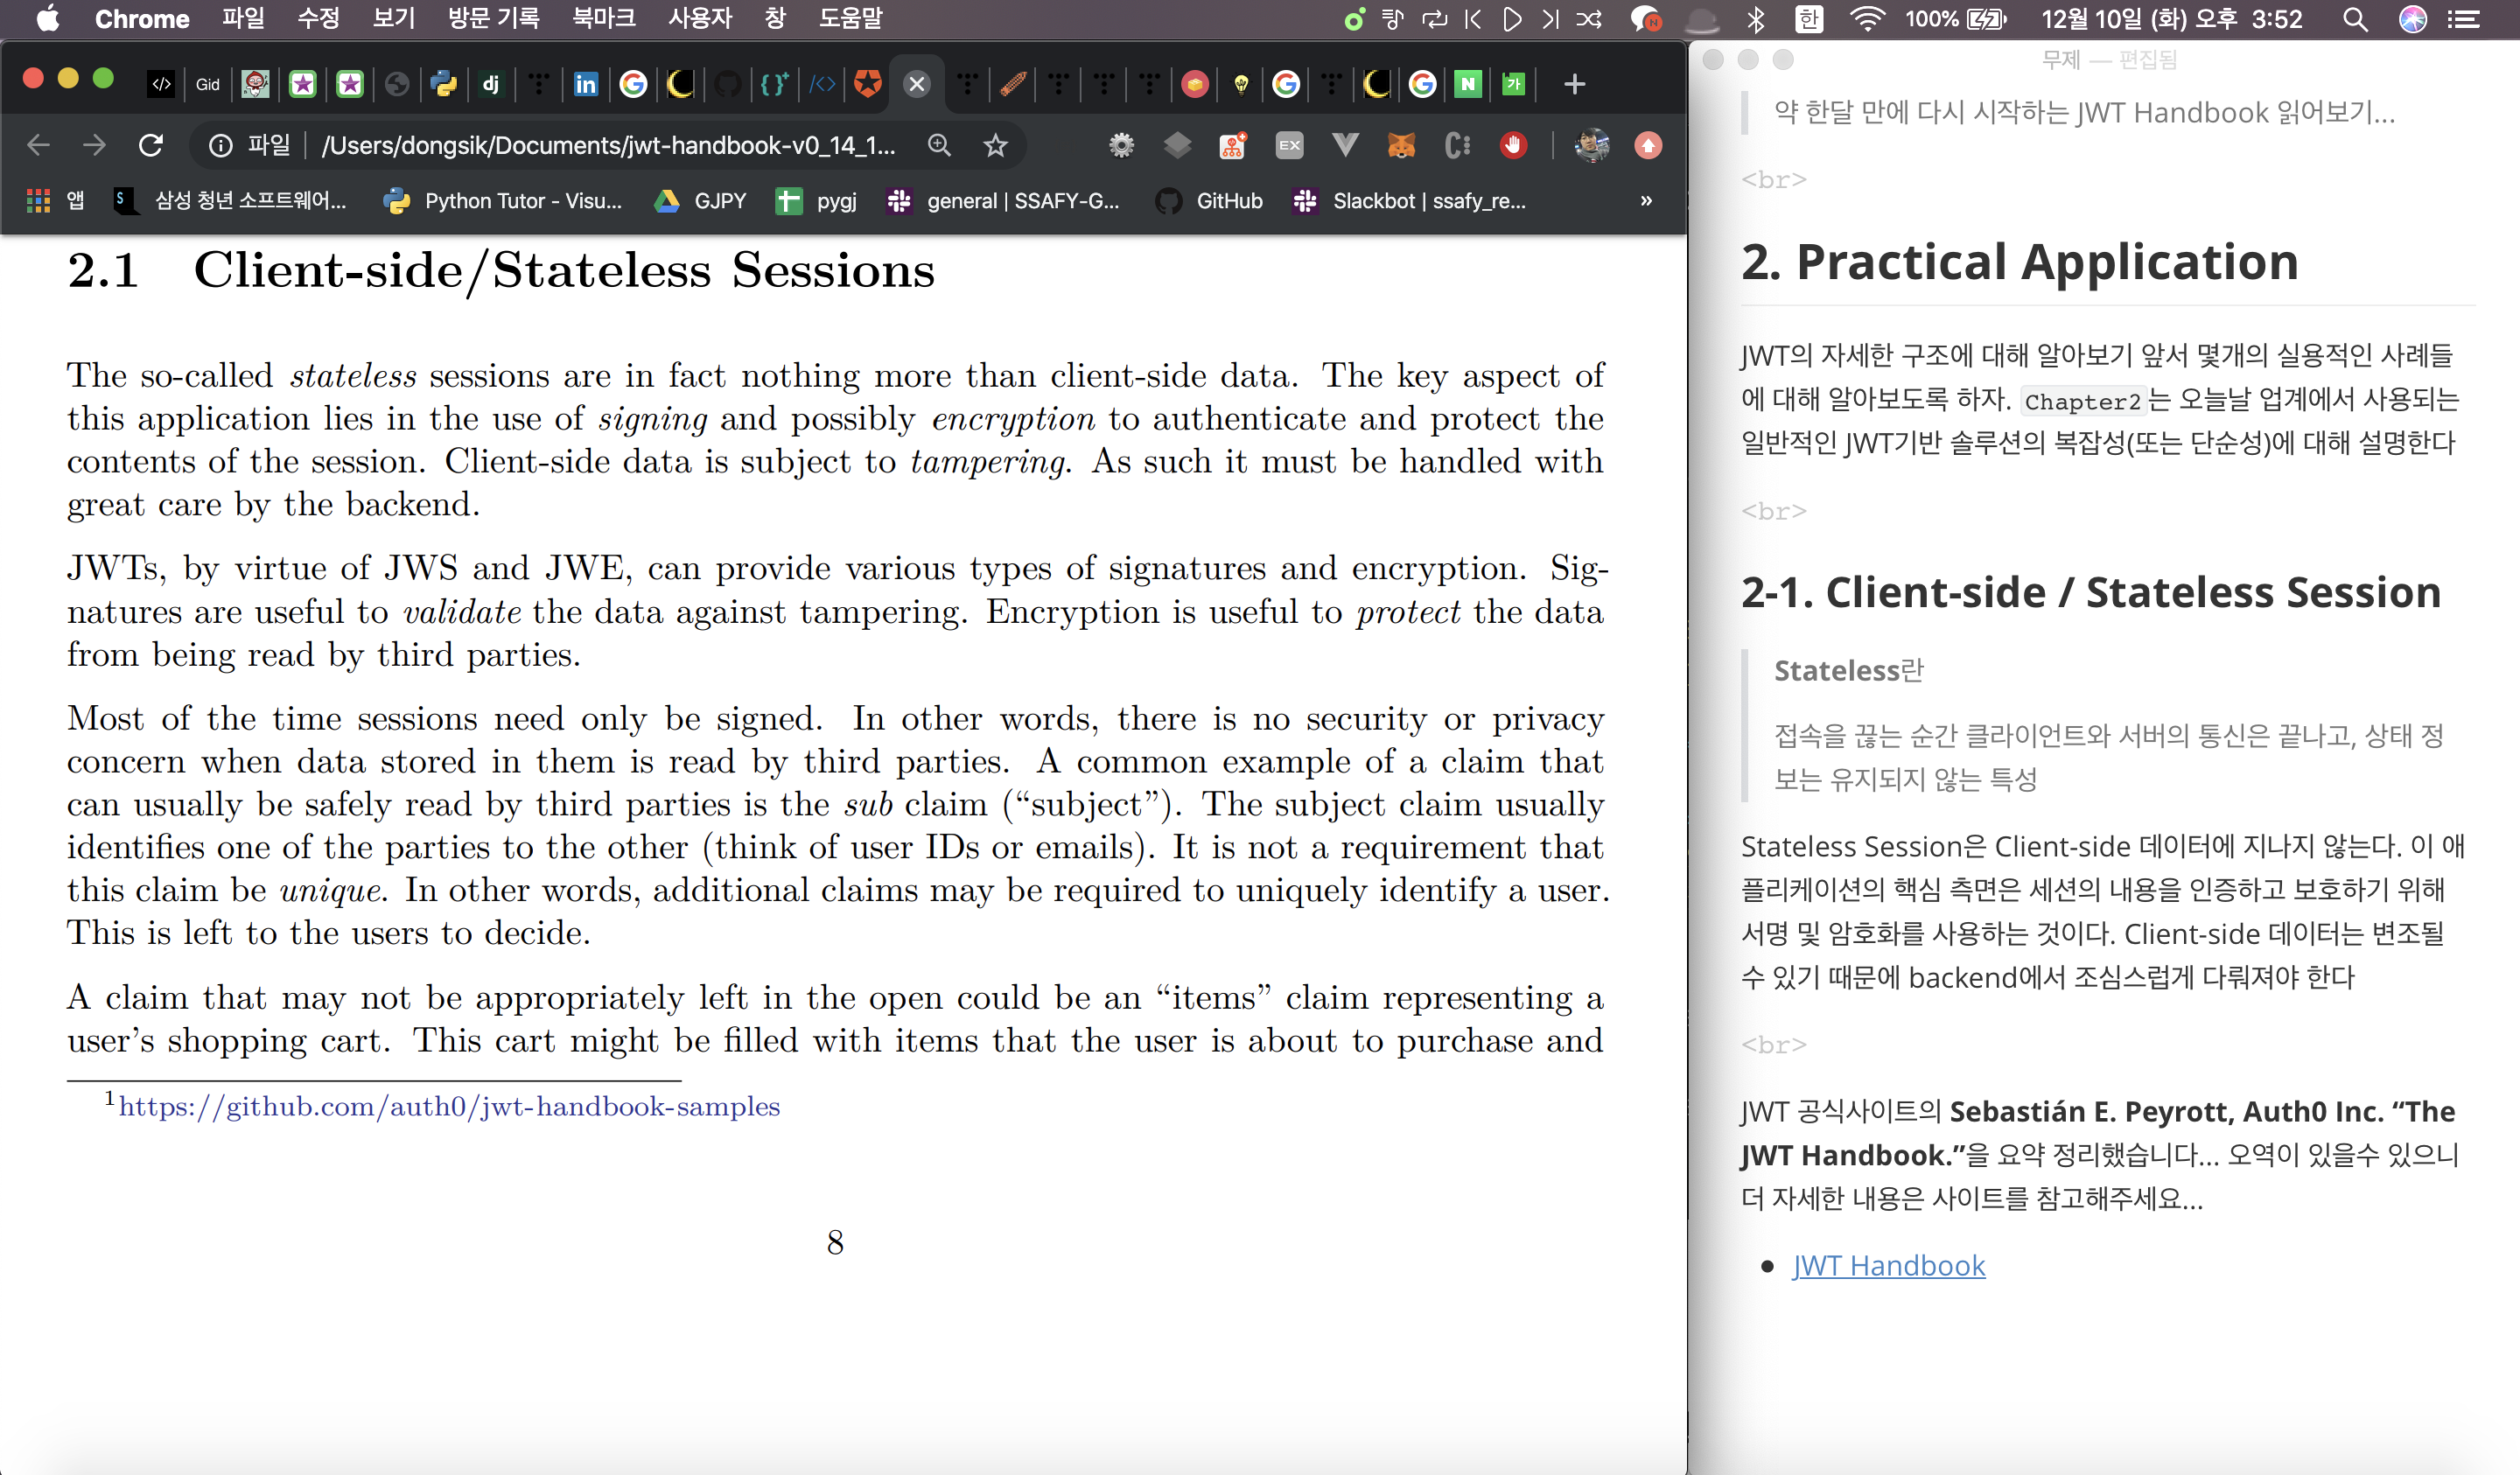 Chrome 파일 수정 보기 방문 기록 북마크 사용자 창 도움말 한 100% 12월 10일 (화) 오후 3:52
Gid dj in
파일 /Users/dongsik/Documents/jwt-handbook-v0_14_1...
앱 삼성 청년 소프트웨어... Python Tutor - Visu... GJPY pygj general | SSAFY-G... GitHub Slackbot | ssafy_re... »
2.1 Client-side/Stateless Sessions
The so-called stateless sessions are in fact nothing more than client-side data. The key aspect of
this application lies in the use of signing and possibly encryption to authenticate and protect the
contents of the session. Client-side data is subject to tampering. As such it must be handled with
great care by the backend.
JWTs, by virtue of JWS and JWE, can provide various types of signatures and encryption. Sig-
natures are useful to validate the data against tampering. Encryption is useful to protect the data
from being read by third parties.
Most of the time sessions need only be signed. In other words, there is no security or privacy
concern when data stored in them is read by third parties. A common example of a claim that
can usually be safely read by third parties is the sub claim (“subject”). The subject claim usually
identifies one of the parties to the other (think of user IDs or emails). It is not a requirement that
this claim be unique. In other words, additional claims may be required to uniquely identify a user.
This is left to the users to decide.
A claim that may not be appropriately left in the open could be an “items” claim representing a
user’s shopping cart. This cart might be filled with items that the user is about to purchase and
1https://github.com/auth0/jwt-handbook-samples
8
무제 — 편집됨
약 한달 만에 다시 시작하는 JWT Handbook 읽어보기...
<br>
2. Practical Application
JWT의 자세한 구조에 대해 알아보기 앞서 몇개의 실용적인 사례들
에 대해 알아보도록 하자. Chapter2는 오늘날 업계에서 사용되는
일반적인 JWT기반 솔루션의 복잡성(또는 단순성)에 대해 설명한다
<br>
2-1. Client-side / Stateless Session
Stateless란
접속을 끊는 순간 클라이언트와 서버의 통신은 끝나고, 상태 정
보는 유지되지 않는 특성
Stateless Session은 Client-side 데이터에 지나지 않는다. 이 애
플리케이션의 핵심 측면은 세션의 내용을 인증하고 보호하기 위해
서명 및 암호화를 사용하는 것이다. Client-side 데이터는 변조될
수 있기 때문에 backend에서 조심스럽게 다뤄져야 한다
<br>
JWT 공식사이트의 Sebastián E. Peyrott, Auth0 Inc. “The
JWT Handbook.”을 요약 정리했습니다... 오역이 있을수 있으니
더 자세한 내용은 사이트를 참고해주세요...
JWT Handbook